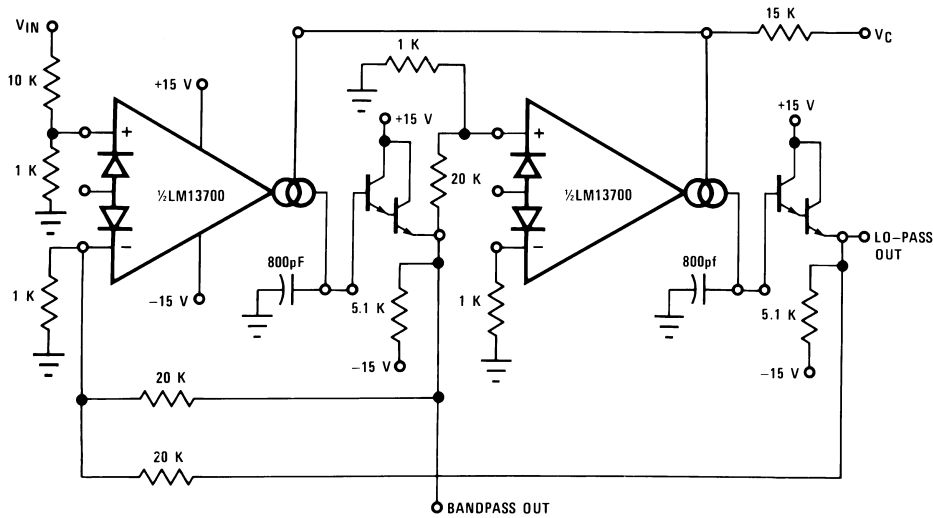 VIN
15 K
VC
1 K
10 K
+15 V
+15 V
+15 V
+
+
1 K
½LM13700
20 K
½LM13700
−
−
LO-PASS
OUT
800pF
800pf
1 K
−15 V
5.1 K
1 K
5.1 K
−15 V
−15 V
20 K
20 K
BANDPASS OUT